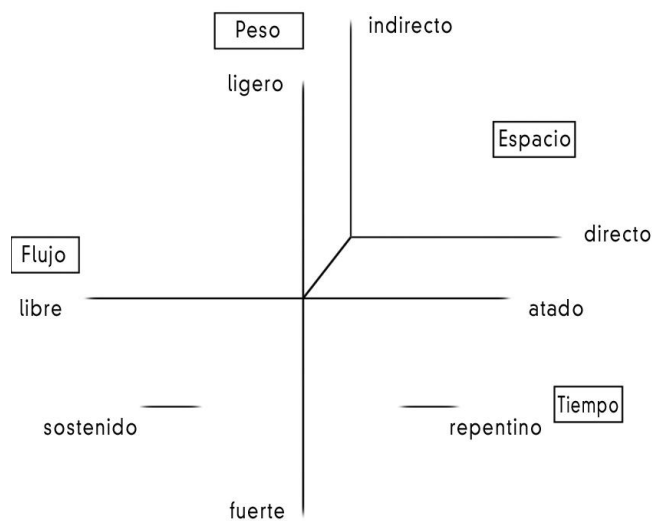 Peso
indirecto
ligero
Espacio
directo
Flujo
libre
atado
Tiempo
sostenido
repentino
fuerte